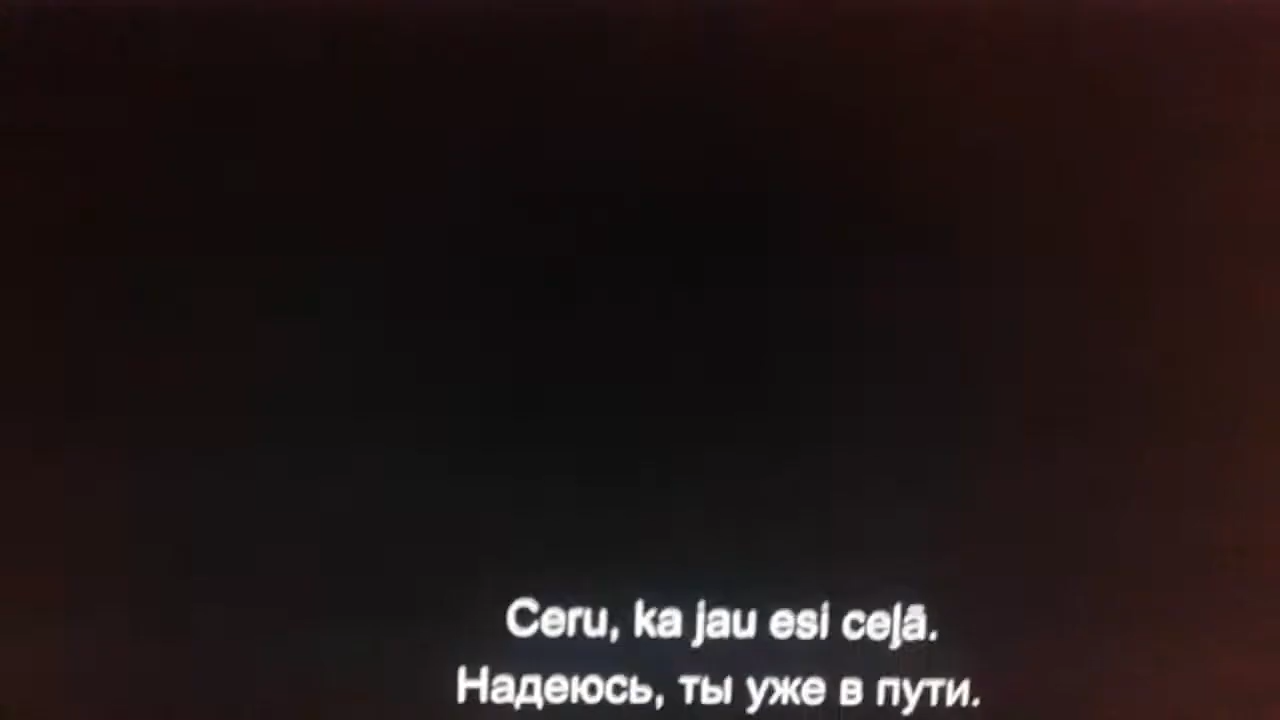 Ceru, ka jau esi ceļā.
Надеюсь, ты уже в пути.